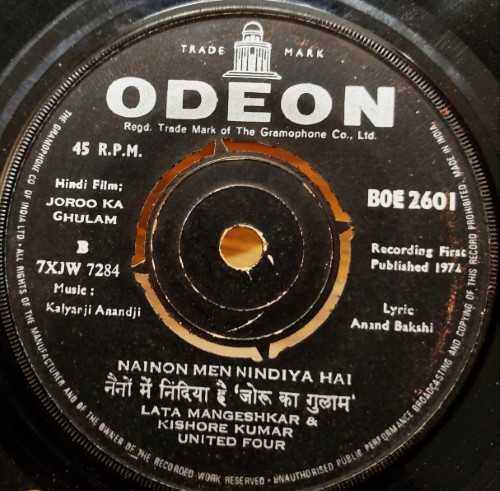 TRADE MARK
ODEON
Regd. Trade Mark of The Gramophone Co., Ltd.
45 R.P.M.
Hindi Film;
JOROO KA
GHULAM
B
7XJW 7284
Music :
Kalyanji Anandji
BOE 2601
Recording First
Published 1972
Lyric
Anand Bakshi
NAINON MEN NINDIYA HAI
नैनों में निंदिया है 'जोरू का गुलाम'
LATA MANGESHKAR &
KISHORE KUMAR
UNITED FOUR
THE GRAMOPHONE CO OF INDIA LTD · ALL RIGHTS OF THE MANUFACTURER AND OF THE OWNER OF THE RECORDED WORK RESERVED · UNAUTHORISED PUBLIC PERFORMANCE BROADCASTING AND COPYING OF THIS RECORD PROHIBITED. MADE IN INDIA.